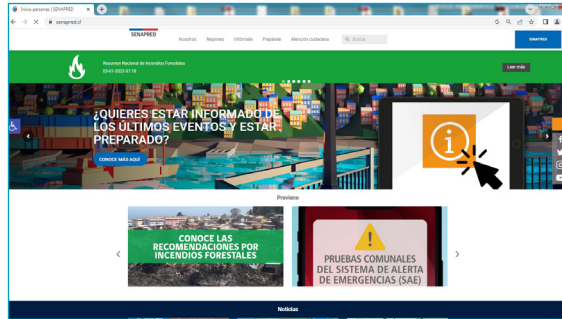 Inicio personas | SENAPRED
senapred.cl
SENAPRED
Nosotros Regiones Infórmate Prepárate Atención ciudadana Buscar
SENAPRED
Resumen Nacional de Incendios Forestales
Leer más
¿QUIERES ESTAR INFORMADO DE
LOS ÚLTIMOS EVENTOS Y ESTAR
PREPARADO?
CONOCE MÁS AQUÍ
Previene
CONOCE LAS
RECOMENDACIONES POR
INCENDIOS FORESTALES
PRUEBAS COMUNALES
DEL SISTEMA DE ALERTA
DE EMERGENCIAS (SAE)
Noticias